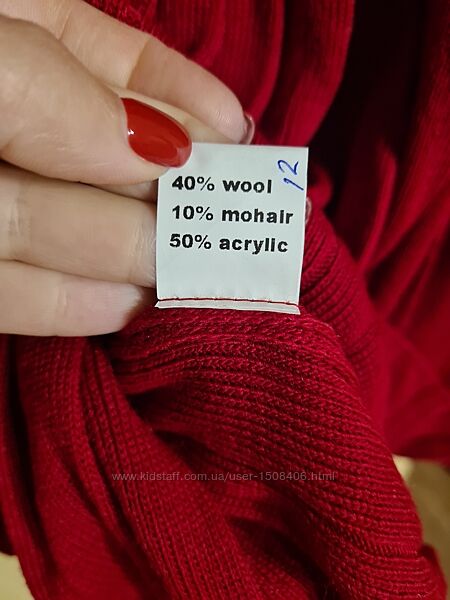 12
40% wool
10% mohair
50% acrylic
www.kidstaff.com.ua/user-1508406.html